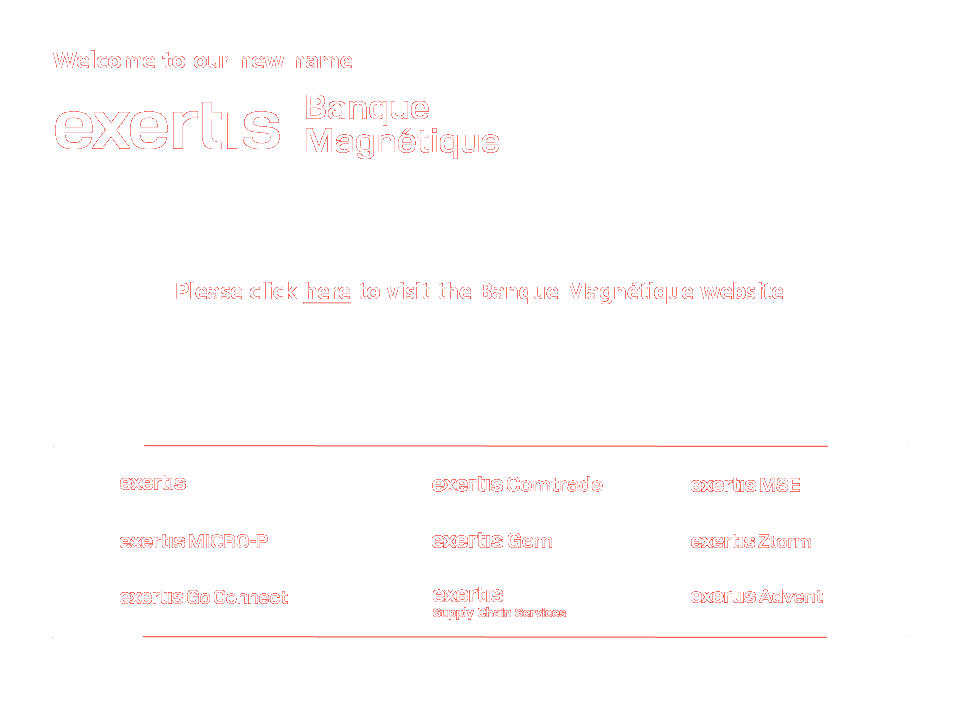 Welcome to our new name
exertis Banque
Magnétique
Please click here to visit the Banque Magnétique website
exertis exertis Comtrade exertis MSE
exertis MICRO-P exertis Gem exertis Ztorm
exertis Go Connect exertis exertis Advent
Supply Chain Services